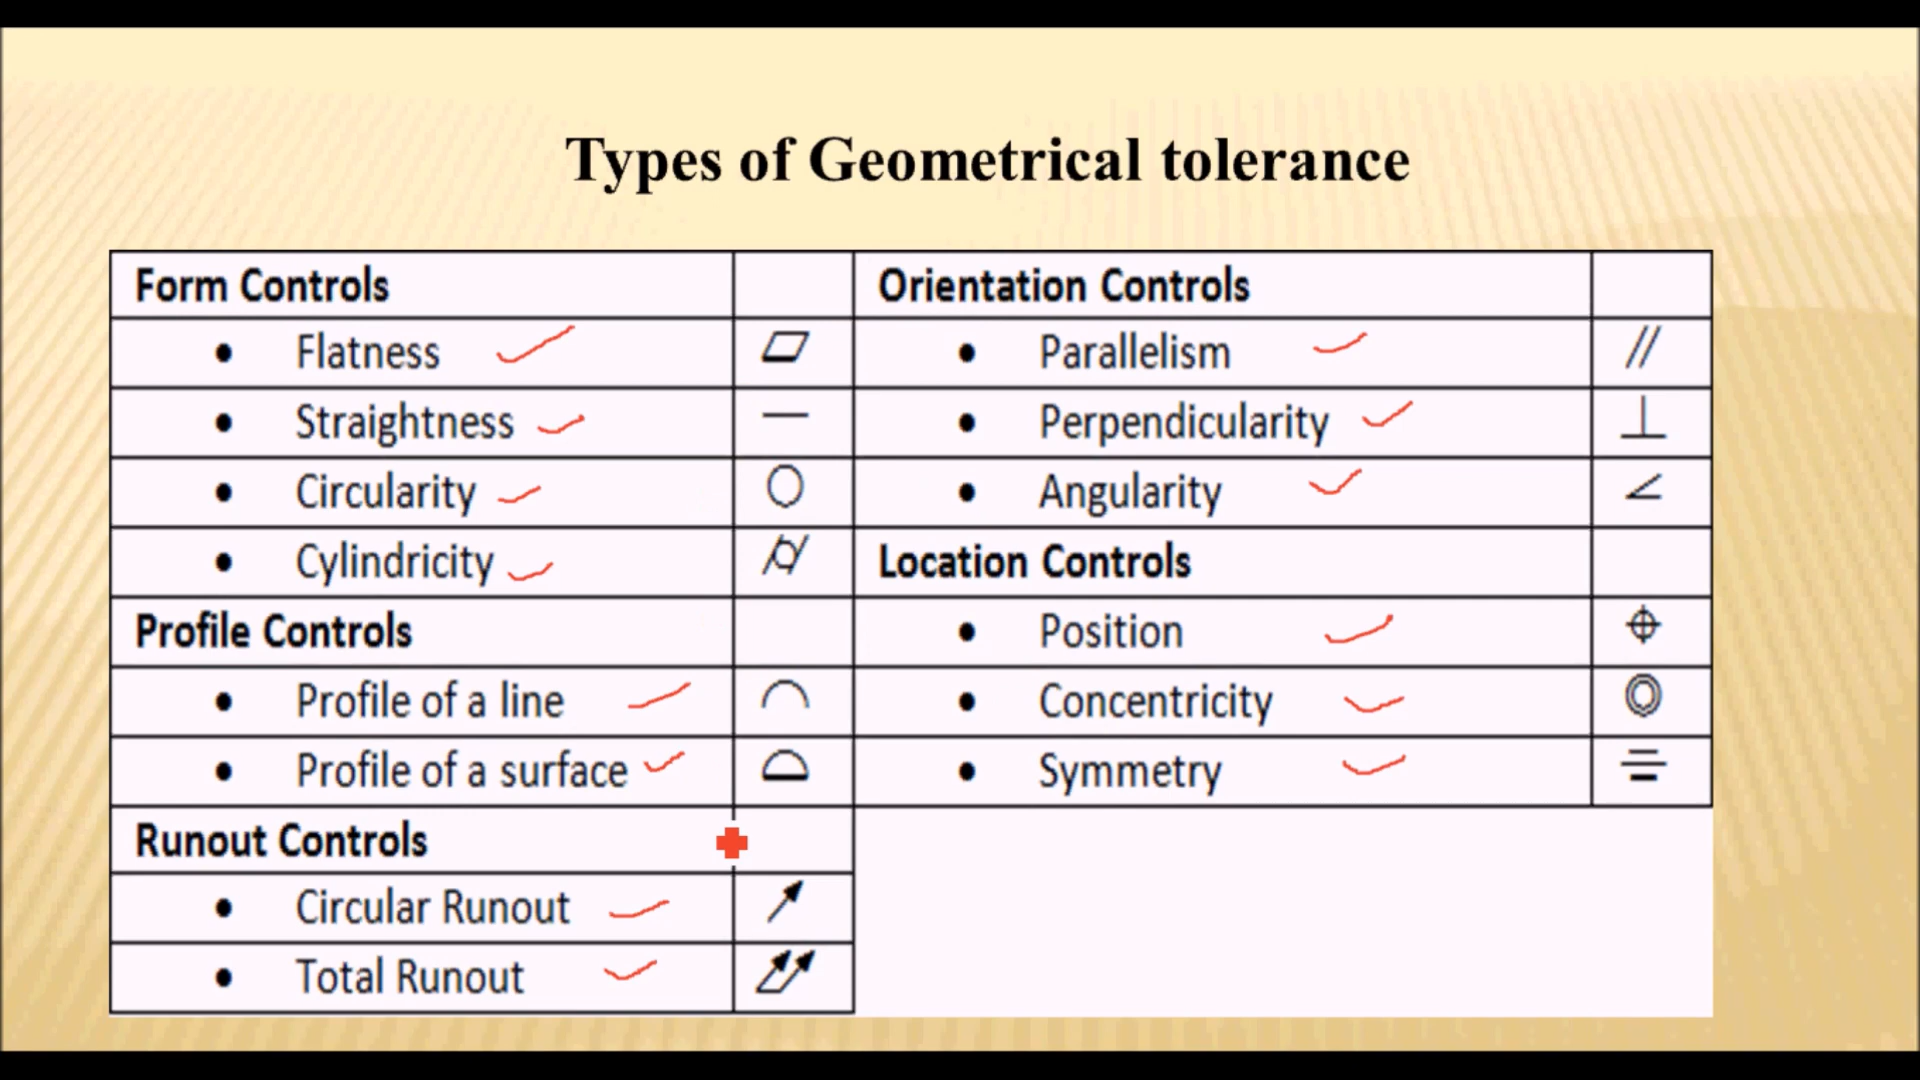 Types of Geometrical tolerance
Form Controls
• Flatness
• Straightness
• Circularity
• Cylindricity
Profile Controls
• Profile of a line
• Profile of a surface
Runout Controls
• Circular Runout
• Total Runout
Orientation Controls
• Parallelism
• Perpendicularity
• Angularity
Location Controls
• Position
• Concentricity
• Symmetry